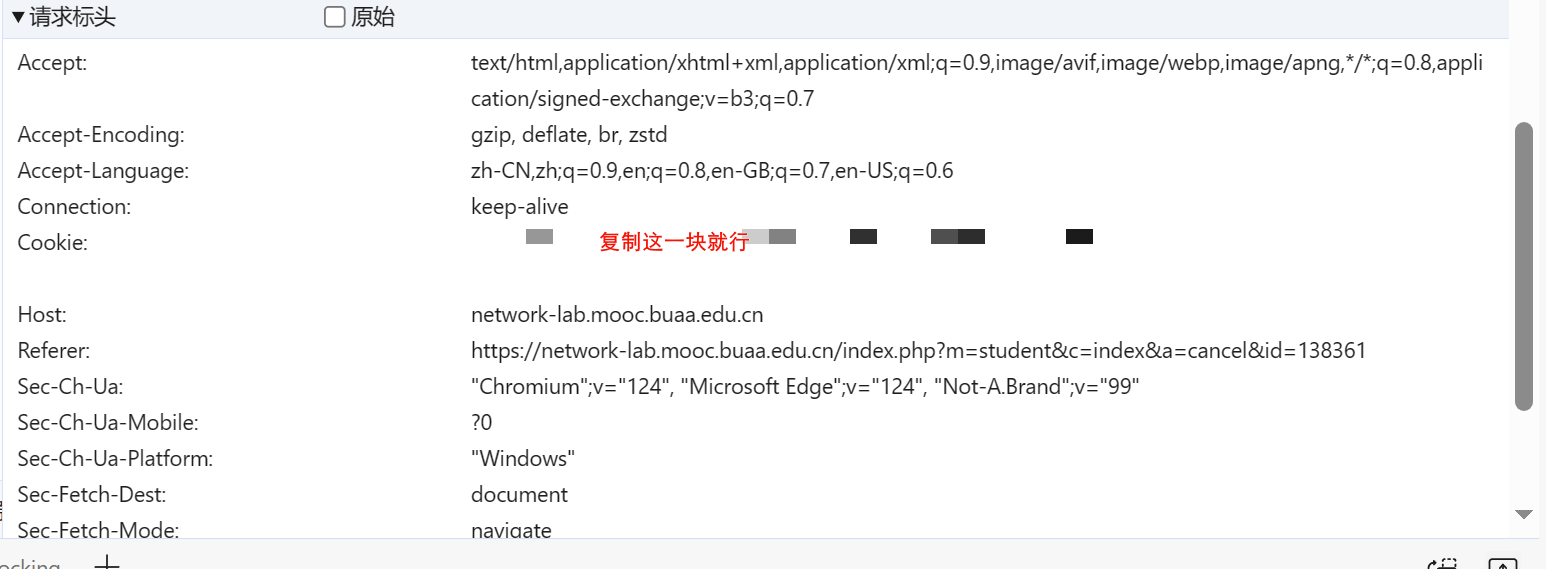 请求标头 原始
Accept: text/html,application/xhtml+xml,application/xml;q=0.9,image/avif,image/webp,image/apng,*/*;q=0.8,appli
cation/signed-exchange;v=b3;q=0.7
Accept-Encoding: gzip, deflate, br, zstd
Accept-Language: zh-CN,zh;q=0.9,en;q=0.8,en-GB;q=0.7,en-US;q=0.6
Connection: keep-alive
Cookie: 复制这一块就行
Host: network-lab.mooc.buaa.edu.cn
Referer: https://network-lab.mooc.buaa.edu.cn/index.php?m=student&c=index&a=cancel&id=138361
Sec-Ch-Ua: "Chromium";v="124", "Microsoft Edge";v="124", "Not-A.Brand";v="99"
Sec-Ch-Ua-Mobile: ?0
Sec-Ch-Ua-Platform: "Windows"
Sec-Fetch-Dest: document
Sec-Fetch-Mode: navigate
ocking